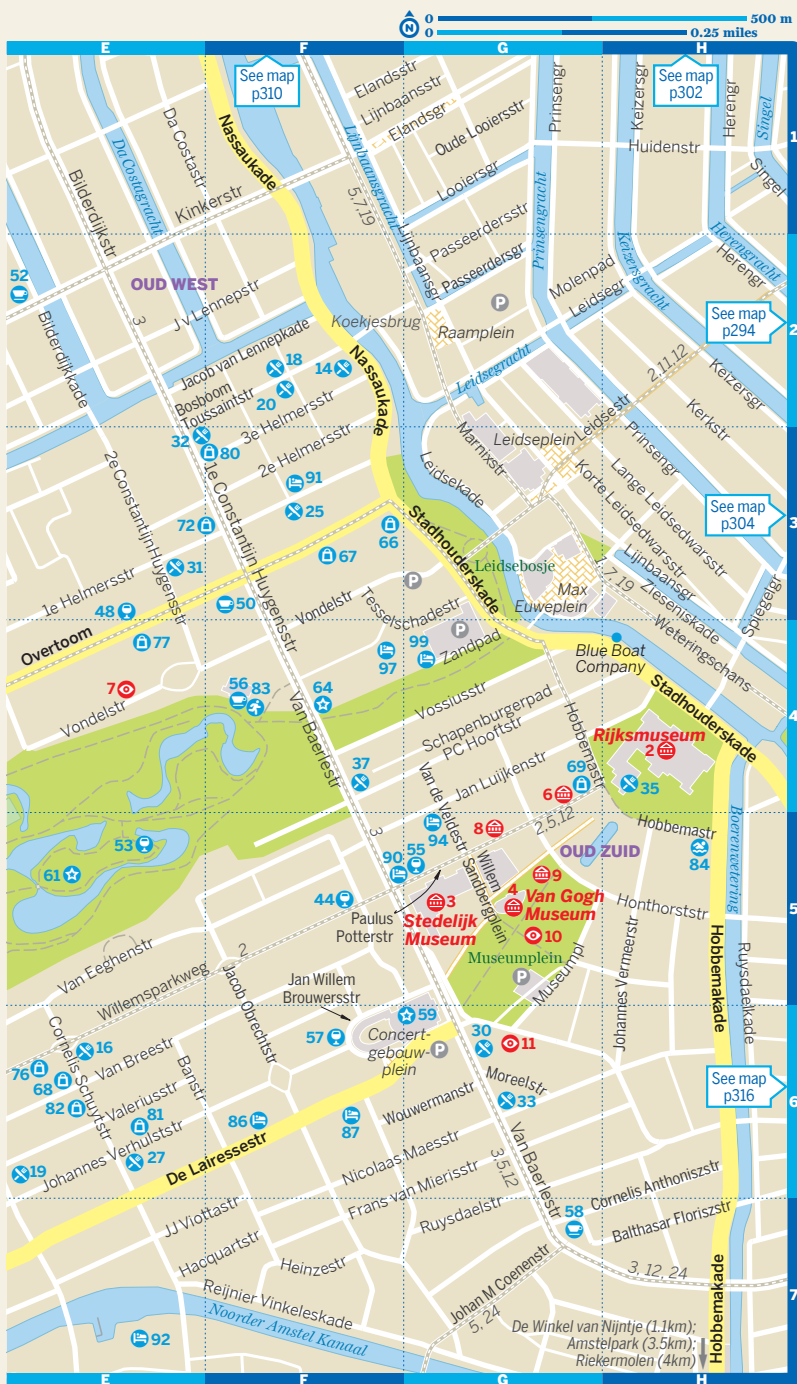 N
0 500 m
0 0.25 miles
E F G H
See map
p310
See map
p302
Elandsstr
Lijnbaansstr
Elandsgr
Oude Looiersstr
Looiersgr
Prinsengr
Keizersgr
Herengr
Singel
1
Da Costastr
Da Costagracht
Nassaukade
Lijnbaansgracht
Huidenstr
Singel
Bilderdijkstr
Kinkerstr
5,7,19
Lijnbaansgr
Passeerdersstr
Passeerdersgr
Prinsengracht
Keizersgracht
Herengracht
Herengr
Molenpad
Leidsegr
52
OUD WEST
3
J v Lennepstr
Koekjesbrug
Raamplein
P
See map
p294
2
Bilderdijkkade
Jacob van Lennepkade
18
14
Nassaukade
Leidsegracht
2,11,12
Keizersgr
Bosboom
Toussaintstr
20
3e Helmersstr
Leidsestr
Kerkstr
32
80
2e Helmersstr
Marnixstr
Leidseplein
Prinsengr
91
Leidsekade
Lange Leidsedwarsstr
Korte Leidsedwarsstr
2e Constantijn Huygensstr
1e Constantijn Huygensstr
25
See map
p304
3
72
66
Stadhouderskade
67
31
Leidsebosje
Lijnbaansgr
1, 7, 19
Zieseniskade
Spiegelgr
1e Helmersstr
P
Max
Euweplein
Weteringschans
48
50
Vondelstr
Tesselschadestr
Overtoom
77
P
Zandpad
97
99
Blue Boat
Company
7
Vondelstr
56
83
64
Vossiusstr
Stadhouderskade
4
Van Baerlestr
Schapenburgerpad
PC Hooftstr
Hobbemastr
Rijksmuseum
2
37
Jan Luijkenstr
69
6
35
Van de Veldestr
3
94
8
2,5,12
Hobbemastr
84
53
55
OUD ZUID
Boerenwetering
61
90
Willem
Sandbergplein
9
44
3
Stedelijk
Museum
4
Van Gogh
Museum
Honthorststr
5
Paulus
Potterstr
10
Van Eeghenstr
2
Museumplein
Johannes Vermeerstr
Hobbemakade
Ruysdaelkade
Willemsparkweg
Jan Willem
Brouwersstr
P
Museumpl
Jacob Obrechtstr
59
57
Concert-
gebouw-
plein
P
30
11
Cornelis Schuytstr
16
Van Breestr
76
68
Banstr
Moreelstr
See map
p316
6
82
Valeriusstr
81
33
86
87
Wouwermanstr
Johannes Verhulststr
27
19
De Lairessestr
Nicolaas Maesstr
3,5,12
Van Baerlestr
Cornelis Anthoniszstr
Frans van Mierisstr
JJ Viottastr
Ruysdaelstr
58
Balthasar Floriszstr
Hacquartstr
Heinzestr
3, 12, 24
7
Johan M Coenenstr
5, 24
Reijnier Vinkeleskade
Noorder Amstel Kanaal
92
Hobbemakade
De Winkel van Nijntje (1.1km);
Amstelpark (3.5km);
Riekermolen (4km)
E F G H